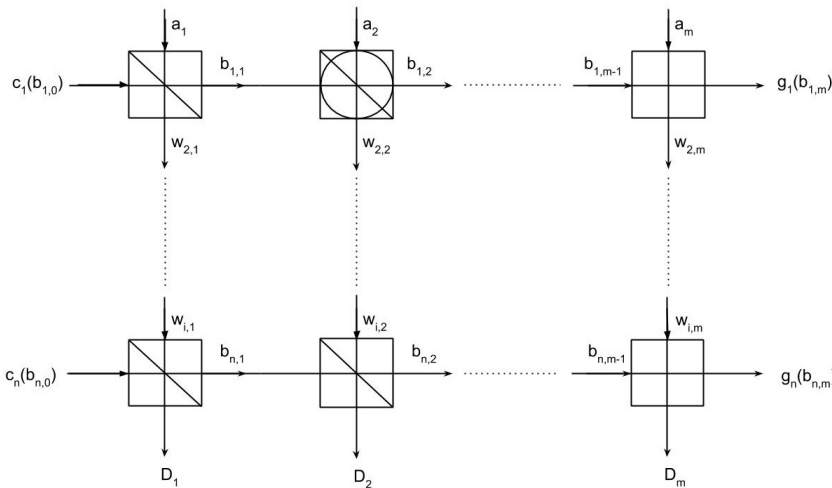 a₁ a₂ aₘ
c₁(b₁,₀) b₁,₁ b₁,₂ b₁,ₘ₋₁ g₁(b₁,ₘ)
w₂,₁ w₂,₂ w₂,ₘ
wᵢ,₁ wᵢ,₂ wᵢ,ₘ
cₙ(bₙ,₀) bₙ,₁ bₙ,₂ bₙ,ₘ₋₁ gₙ(bₙ,ₘ
D₁ D₂ Dₘ